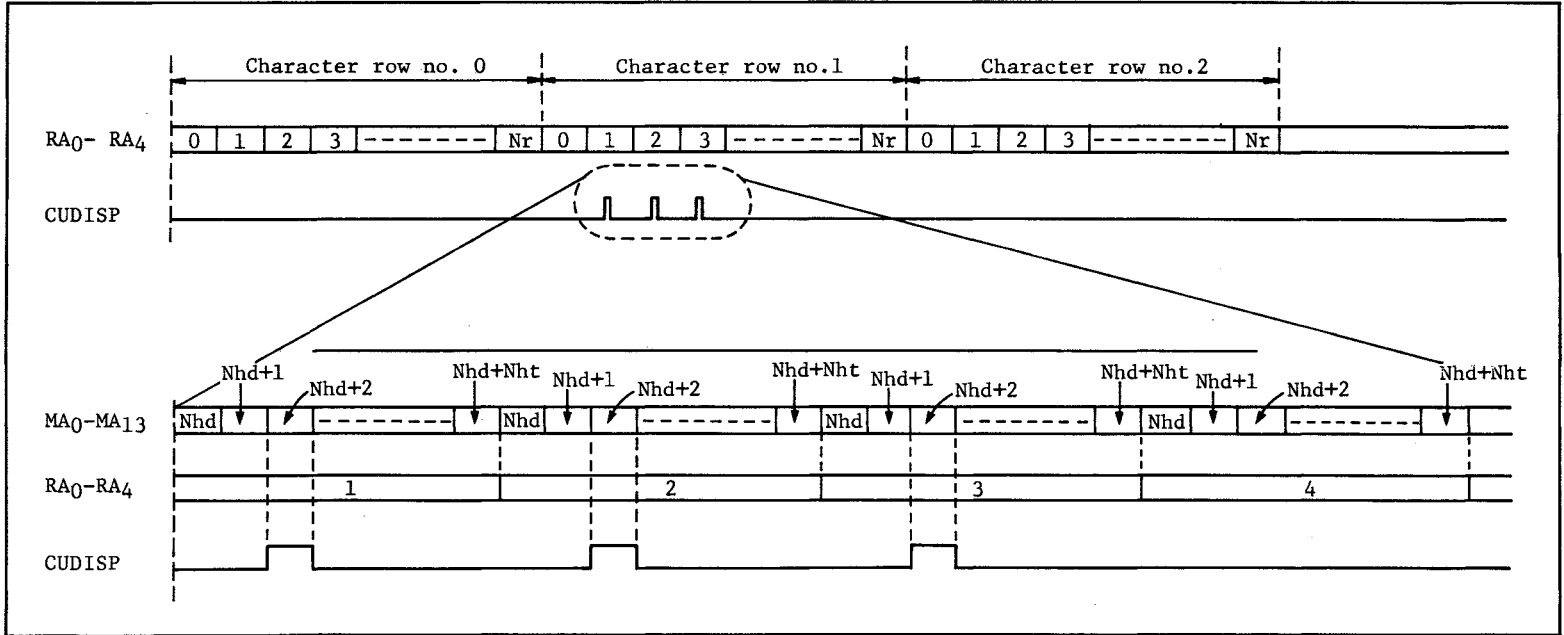 Character row no. 0 Character row no.1 Character row no.2
RA0- RA4 0 1 2 3 Nr 0 1 2 3 Nr 0 1 2 3 Nr
CUDISP
Nhd+1 Nhd+2 Nhd+Nht Nhd+1 Nhd+2 Nhd+Nht Nhd+1 Nhd+2 Nhd+Nht Nhd+1 Nhd+2 Nhd+Nht
MA0-MA13 Nhd Nhd Nhd Nhd
RA0-RA4 1 2 3 4
CUDISP